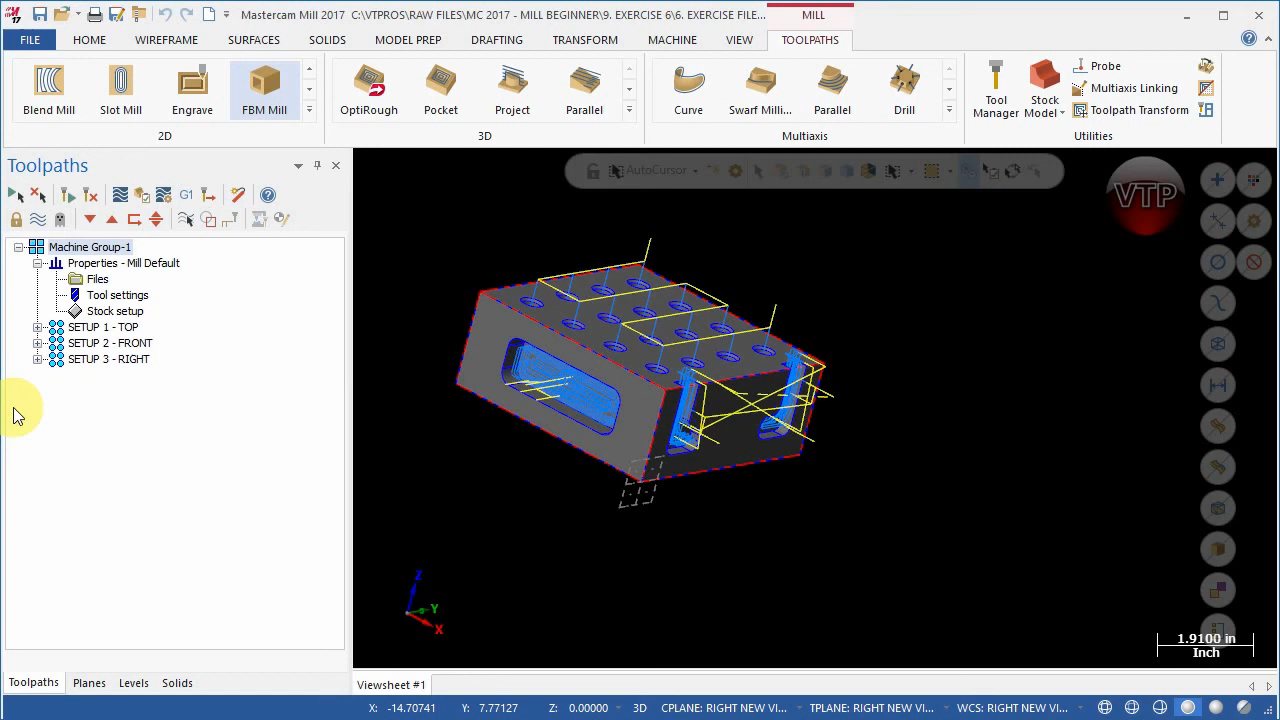 Mastercam Mill 2017 C:\VTPROS\RAW FILES\MC 2017 - MILL BEGINNER\9. EXERCISE 6\6. EXERCISE FILE...
MILL
FILE HOME WIREFRAME SURFACES SOLIDS MODEL PREP DRAFTING TRANSFORM MACHINE VIEW TOOLPATHS
Blend Mill Slot Mill Engrave FBM Mill
2D
OptiRough Pocket Project Parallel
3D
Curve Swarf Milli... Parallel Drill
Multiaxis
Tool Manager
Stock Model
Probe
Multiaxis Linking
Toolpath Transform
Utilities
Toolpaths
G1
AutoCursor
VTP
Machine Group-1
Properties - Mill Default
Files
Tool settings
Stock setup
SETUP 1 - TOP
SETUP 2 - FRONT
SETUP 3 - RIGHT
Z
Y
X
1.9100 in
Inch
Toolpaths Planes Levels Solids
Viewsheet #1
X: -14.70741 Y: 7.77127 Z: 0.00000 3D CPLANE: RIGHT NEW VI... TPLANE: RIGHT NEW VI... WCS: RIGHT NEW VI...